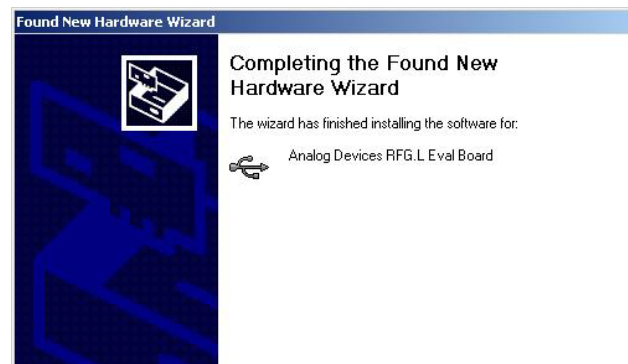 Found New Hardware Wizard
Completing the Found New
Hardware Wizard
The wizard has finished installing the software for:
Analog Devices RFG.L Eval Board